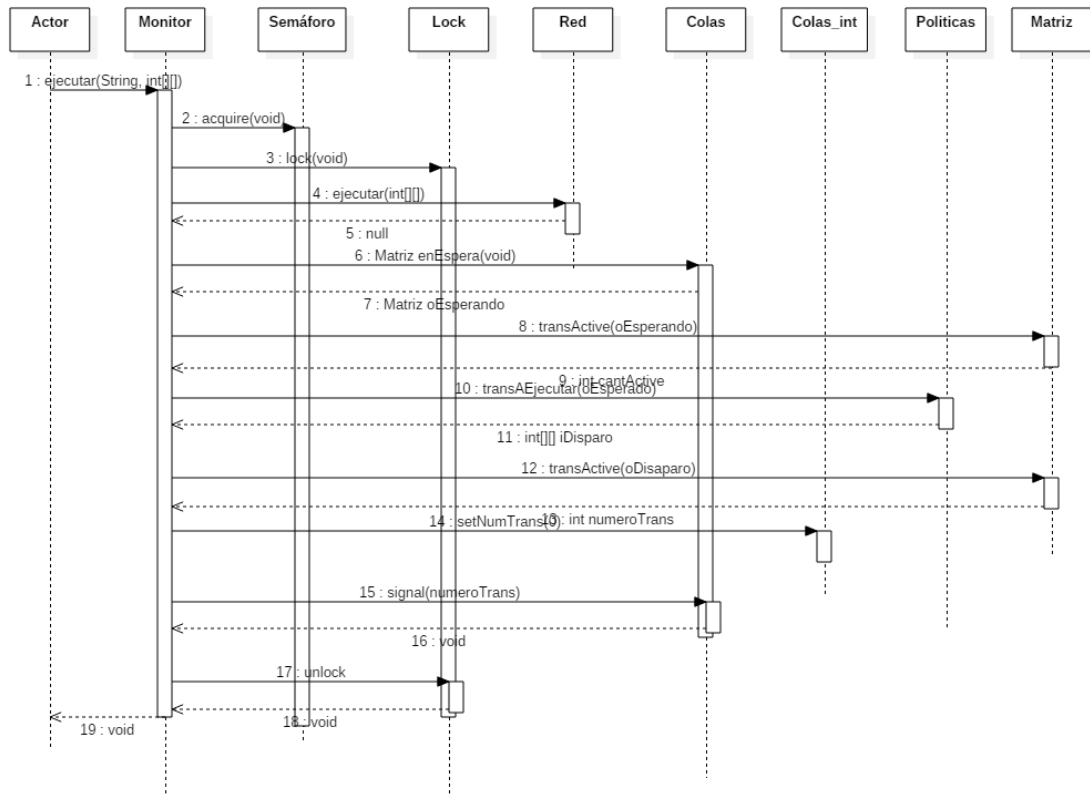 Actor
Monitor
Semáforo
Lock
Red
Colas
Colas_int
Politicas
Matriz
1 : ejecutar(String, int[][])
2 : acquire(void)
3 : lock(void)
4 : ejecutar(int[][])
5 : null
6 : Matriz enEspera(void)
7 : Matriz oEsperando
8 : transActive(oEsperando)
9 : int cantActive
10 : transAEjecutar(oEsperado)
11 : int[][] iDisparo
12 : transActive(oDisaparo)
13 : int numeroTrans
14 : setNumTrans(0)
15 : signal(numeroTrans)
16 : void
17 : unlock
18 : void
19 : void